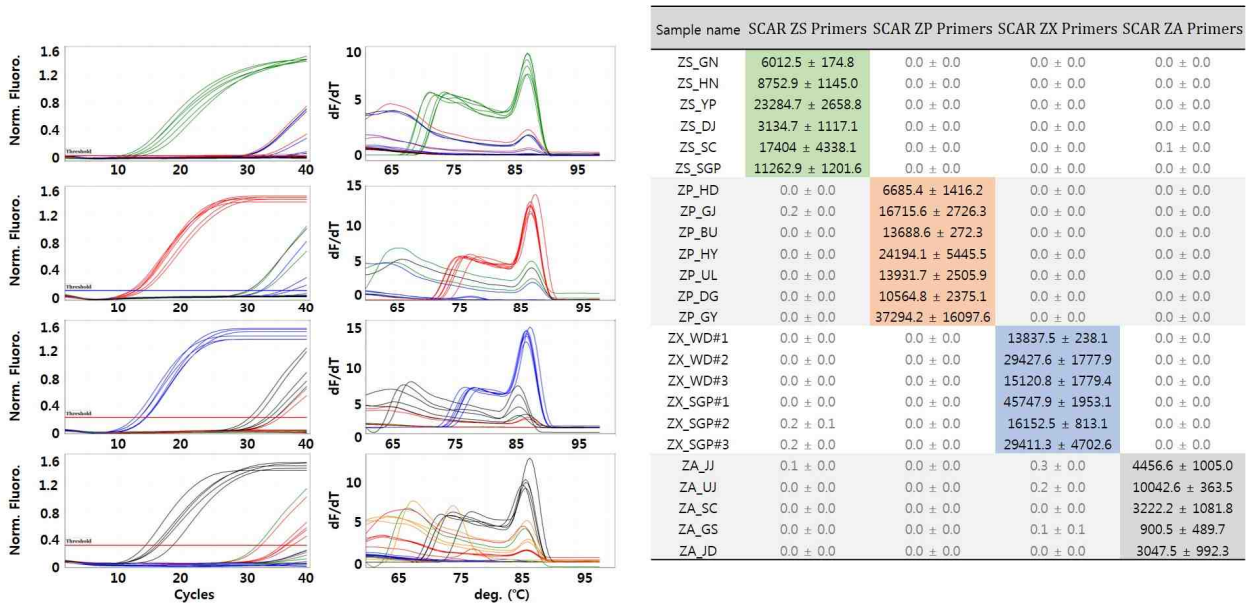 1.6
1.2
0.8
0.4
0
Norm. Fluoro.
Threshold
10 20 30 40
10
5
0
dF/dT
65 75 85 95
1.6
1.2
0.8
0.4
0
Norm. Fluoro.
Threshold
10 20 30 40
15
10
5
0
dF/dT
65 75 85 95
1.6
1.2
0.8
0.4
0
Norm. Fluoro.
Threshold
10 20 30 40
15
10
5
0
dF/dT
65 75 85 95
1.6
1.2
0.8
0.4
0
Norm. Fluoro.
Threshold
10 20 30 40
Cycles
10
5
0
dF/dT
65 75 85 95
deg. (°C)
Sample name SCAR ZS Primers SCAR ZP Primers SCAR ZX Primers SCAR ZA Primers
ZS_GN 6012.5 ± 174.8 0.0 ± 0.0 0.0 ± 0.0 0.0 ± 0.0
ZS_HN 8752.9 ± 1145.0 0.0 ± 0.0 0.0 ± 0.0 0.0 ± 0.0
ZS_YP 23284.7 ± 2658.8 0.0 ± 0.0 0.0 ± 0.0 0.0 ± 0.0
ZS_DJ 3134.7 ± 1117.1 0.0 ± 0.0 0.0 ± 0.0 0.0 ± 0.0
ZS_SC 17404 ± 4338.1 0.0 ± 0.0 0.0 ± 0.0 0.1 ± 0.0
ZS_SGP 11262.9 ± 1201.6 0.0 ± 0.0 0.0 ± 0.0 0.0 ± 0.0
ZP_HD 0.0 ± 0.0 6685.4 ± 1416.2 0.0 ± 0.0 0.0 ± 0.0
ZP_GJ 0.2 ± 0.0 16715.6 ± 2726.3 0.0 ± 0.0 0.0 ± 0.0
ZP_BU 0.0 ± 0.0 13688.6 ± 272.3 0.0 ± 0.0 0.0 ± 0.0
ZP_HY 0.0 ± 0.0 24194.1 ± 5445.5 0.0 ± 0.0 0.0 ± 0.0
ZP_UL 0.0 ± 0.0 13931.7 ± 2505.9 0.0 ± 0.0 0.0 ± 0.0
ZP_DG 0.0 ± 0.0 10564.8 ± 2375.1 0.0 ± 0.0 0.0 ± 0.0
ZP_GY 0.0 ± 0.0 37294.2 ± 16097.6 0.0 ± 0.0 0.0 ± 0.0
ZX_WD#1 0.0 ± 0.0 0.0 ± 0.0 13837.5 ± 238.1 0.0 ± 0.0
ZX_WD#2 0.0 ± 0.0 0.0 ± 0.0 29427.6 ± 1777.9 0.0 ± 0.0
ZX_WD#3 0.0 ± 0.0 0.0 ± 0.0 15120.8 ± 1779.4 0.0 ± 0.0
ZX_SGP#1 0.0 ± 0.0 0.0 ± 0.0 45747.9 ± 1953.1 0.0 ± 0.0
ZX_SGP#2 0.2 ± 0.1 0.0 ± 0.0 16152.5 ± 813.1 0.0 ± 0.0
ZX_SGP#3 0.2 ± 0.0 0.0 ± 0.0 29411.3 ± 4702.6 0.0 ± 0.0
ZA_JJ 0.1 ± 0.0 0.0 ± 0.0 0.3 ± 0.0 4456.6 ± 1005.0
ZA_UJ 0.0 ± 0.0 0.0 ± 0.0 0.2 ± 0.0 10042.6 ± 363.5
ZA_SC 0.0 ± 0.0 0.0 ± 0.0 0.0 ± 0.0 3222.2 ± 1081.8
ZA_GS 0.0 ± 0.0 0.0 ± 0.0 0.1 ± 0.1 900.5 ± 489.7
ZA_JD 0.0 ± 0.0 0.0 ± 0.0 0.0 ± 0.0 3047.5 ± 992.3